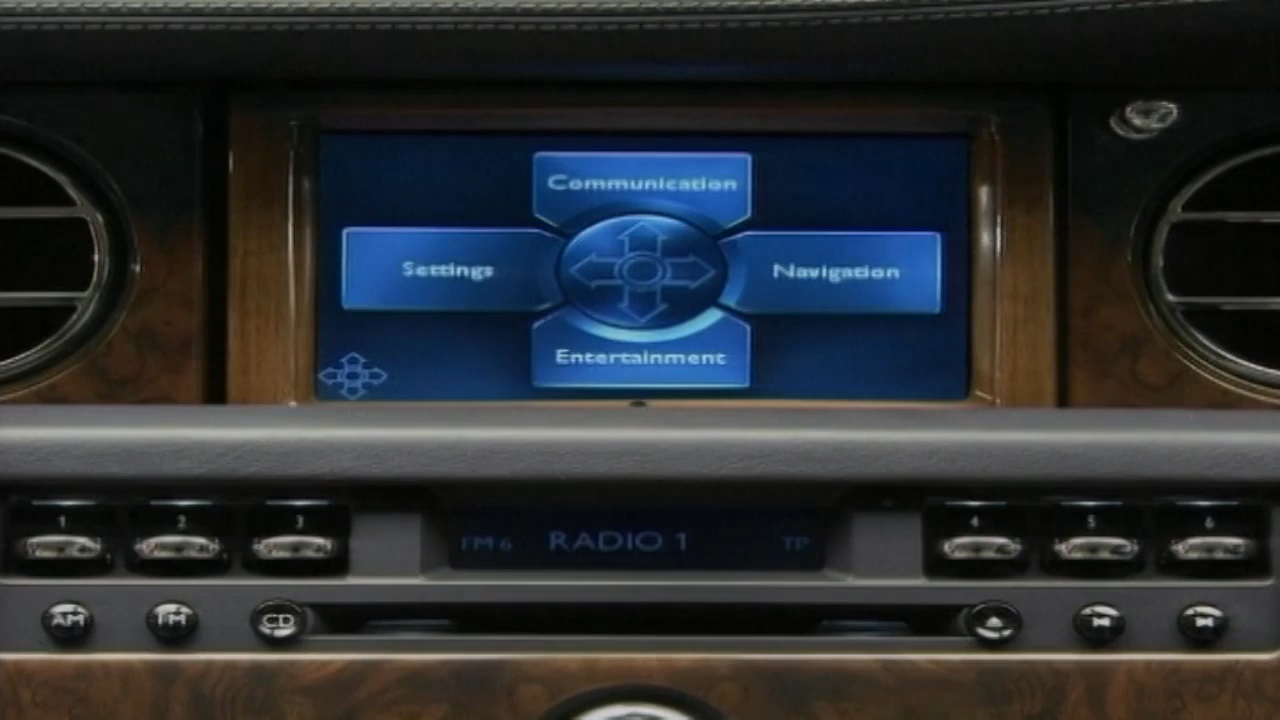 Communication
Settings
Navigation
Entertainment
1 2 3 4 5 6
FM 6 RADIO 1 TP
AM FM CD